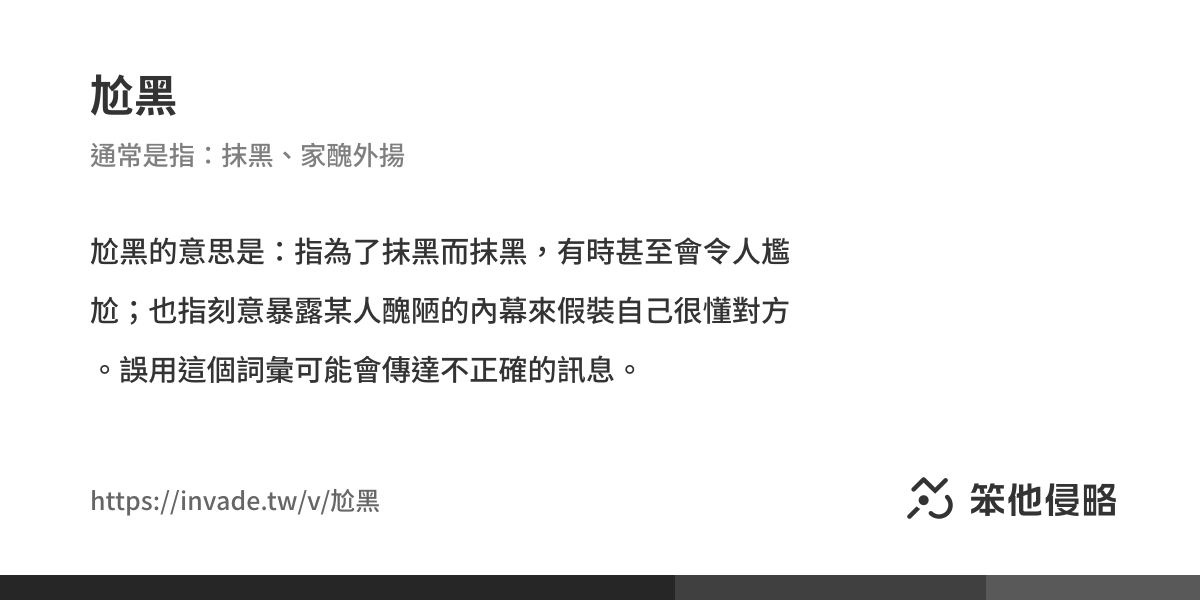 尬黑
通常是指：抹黑、家醜外揚
尬黑的意思是：指為了抹黑而抹黑，有時甚至會令人尷
尬；也指刻意暴露某人醜陋的內幕來假裝自己很懂對方
。誤用這個詞彙可能會傳達不正確的訊息。
https://invade.tw/v/尬黑
笨他侵略